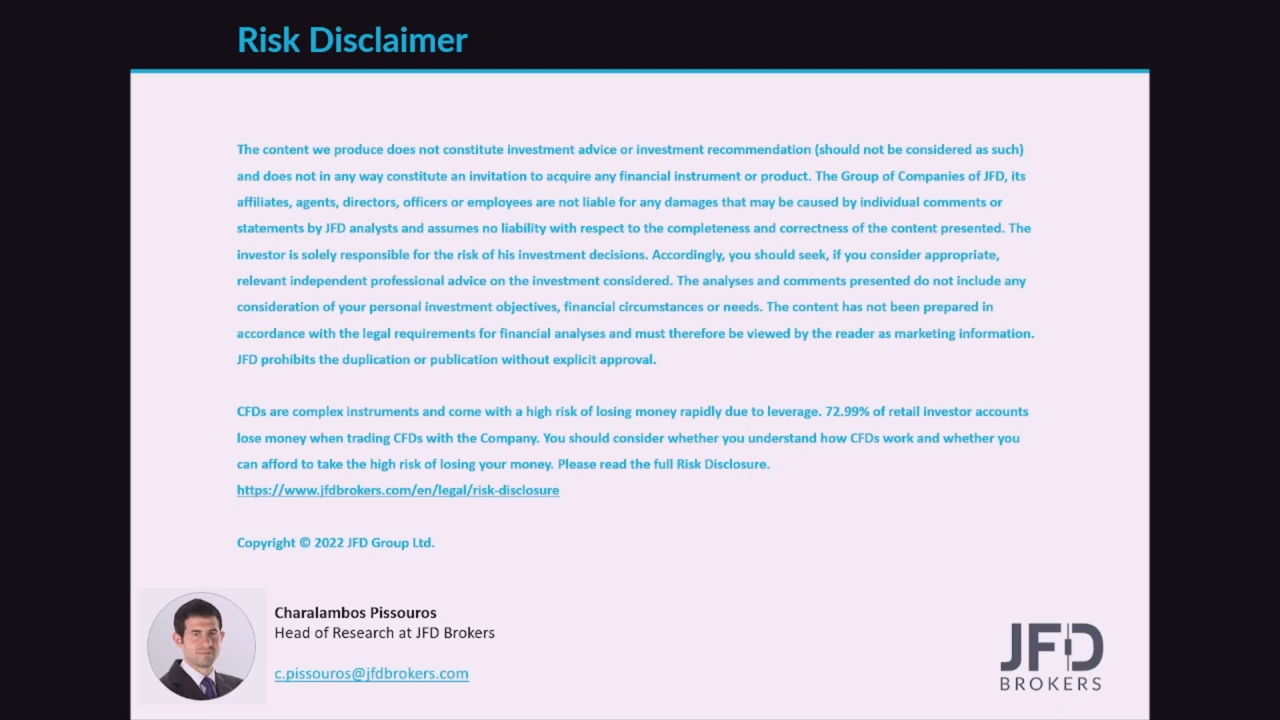 Risk Disclaimer
The content we produce does not constitute investment advice or investment recommendation (should not be considered as such)
and does not in any way constitute an invitation to acquire any financial instrument or product. The Group of Companies of JFD, its
affiliates, agents, directors, officers or employees are not liable for any damages that may be caused by individual comments or
statements by JFD analysts and assumes no liability with respect to the completeness and correctness of the content presented. The
investor is solely responsible for the risk of his investment decisions. Accordingly, you should seek, if you consider appropriate,
relevant independent professional advice on the investment considered. The analyses and comments presented do not include any
consideration of your personal investment objectives, financial circumstances or needs. The content has not been prepared in
accordance with the legal requirements for financial analyses and must therefore be viewed by the reader as marketing information.
JFD prohibits the duplication or publication without explicit approval.
CFDs are complex instruments and come with a high risk of losing money rapidly due to leverage. 72.99% of retail investor accounts
lose money when trading CFDs with the Company. You should consider whether you understand how CFDs work and whether you
can afford to take the high risk of losing your money. Please read the full Risk Disclosure.
https://www.jfdbrokers.com/en/legal/risk-disclosure
Copyright © 2022 JFD Group Ltd.
Charalambos Pissouros
Head of Research at JFD Brokers
c.pissouros@jfdbrokers.com
JFD
BROKERS